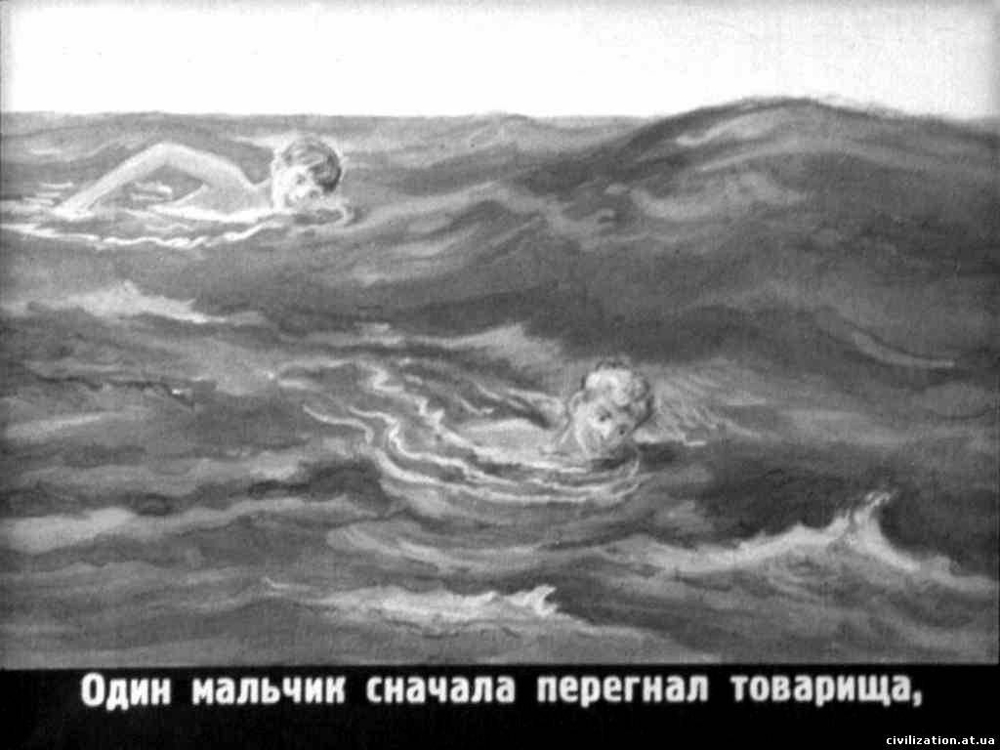 Один мальчик сначала перегнал товарища,
civilization.at.ua